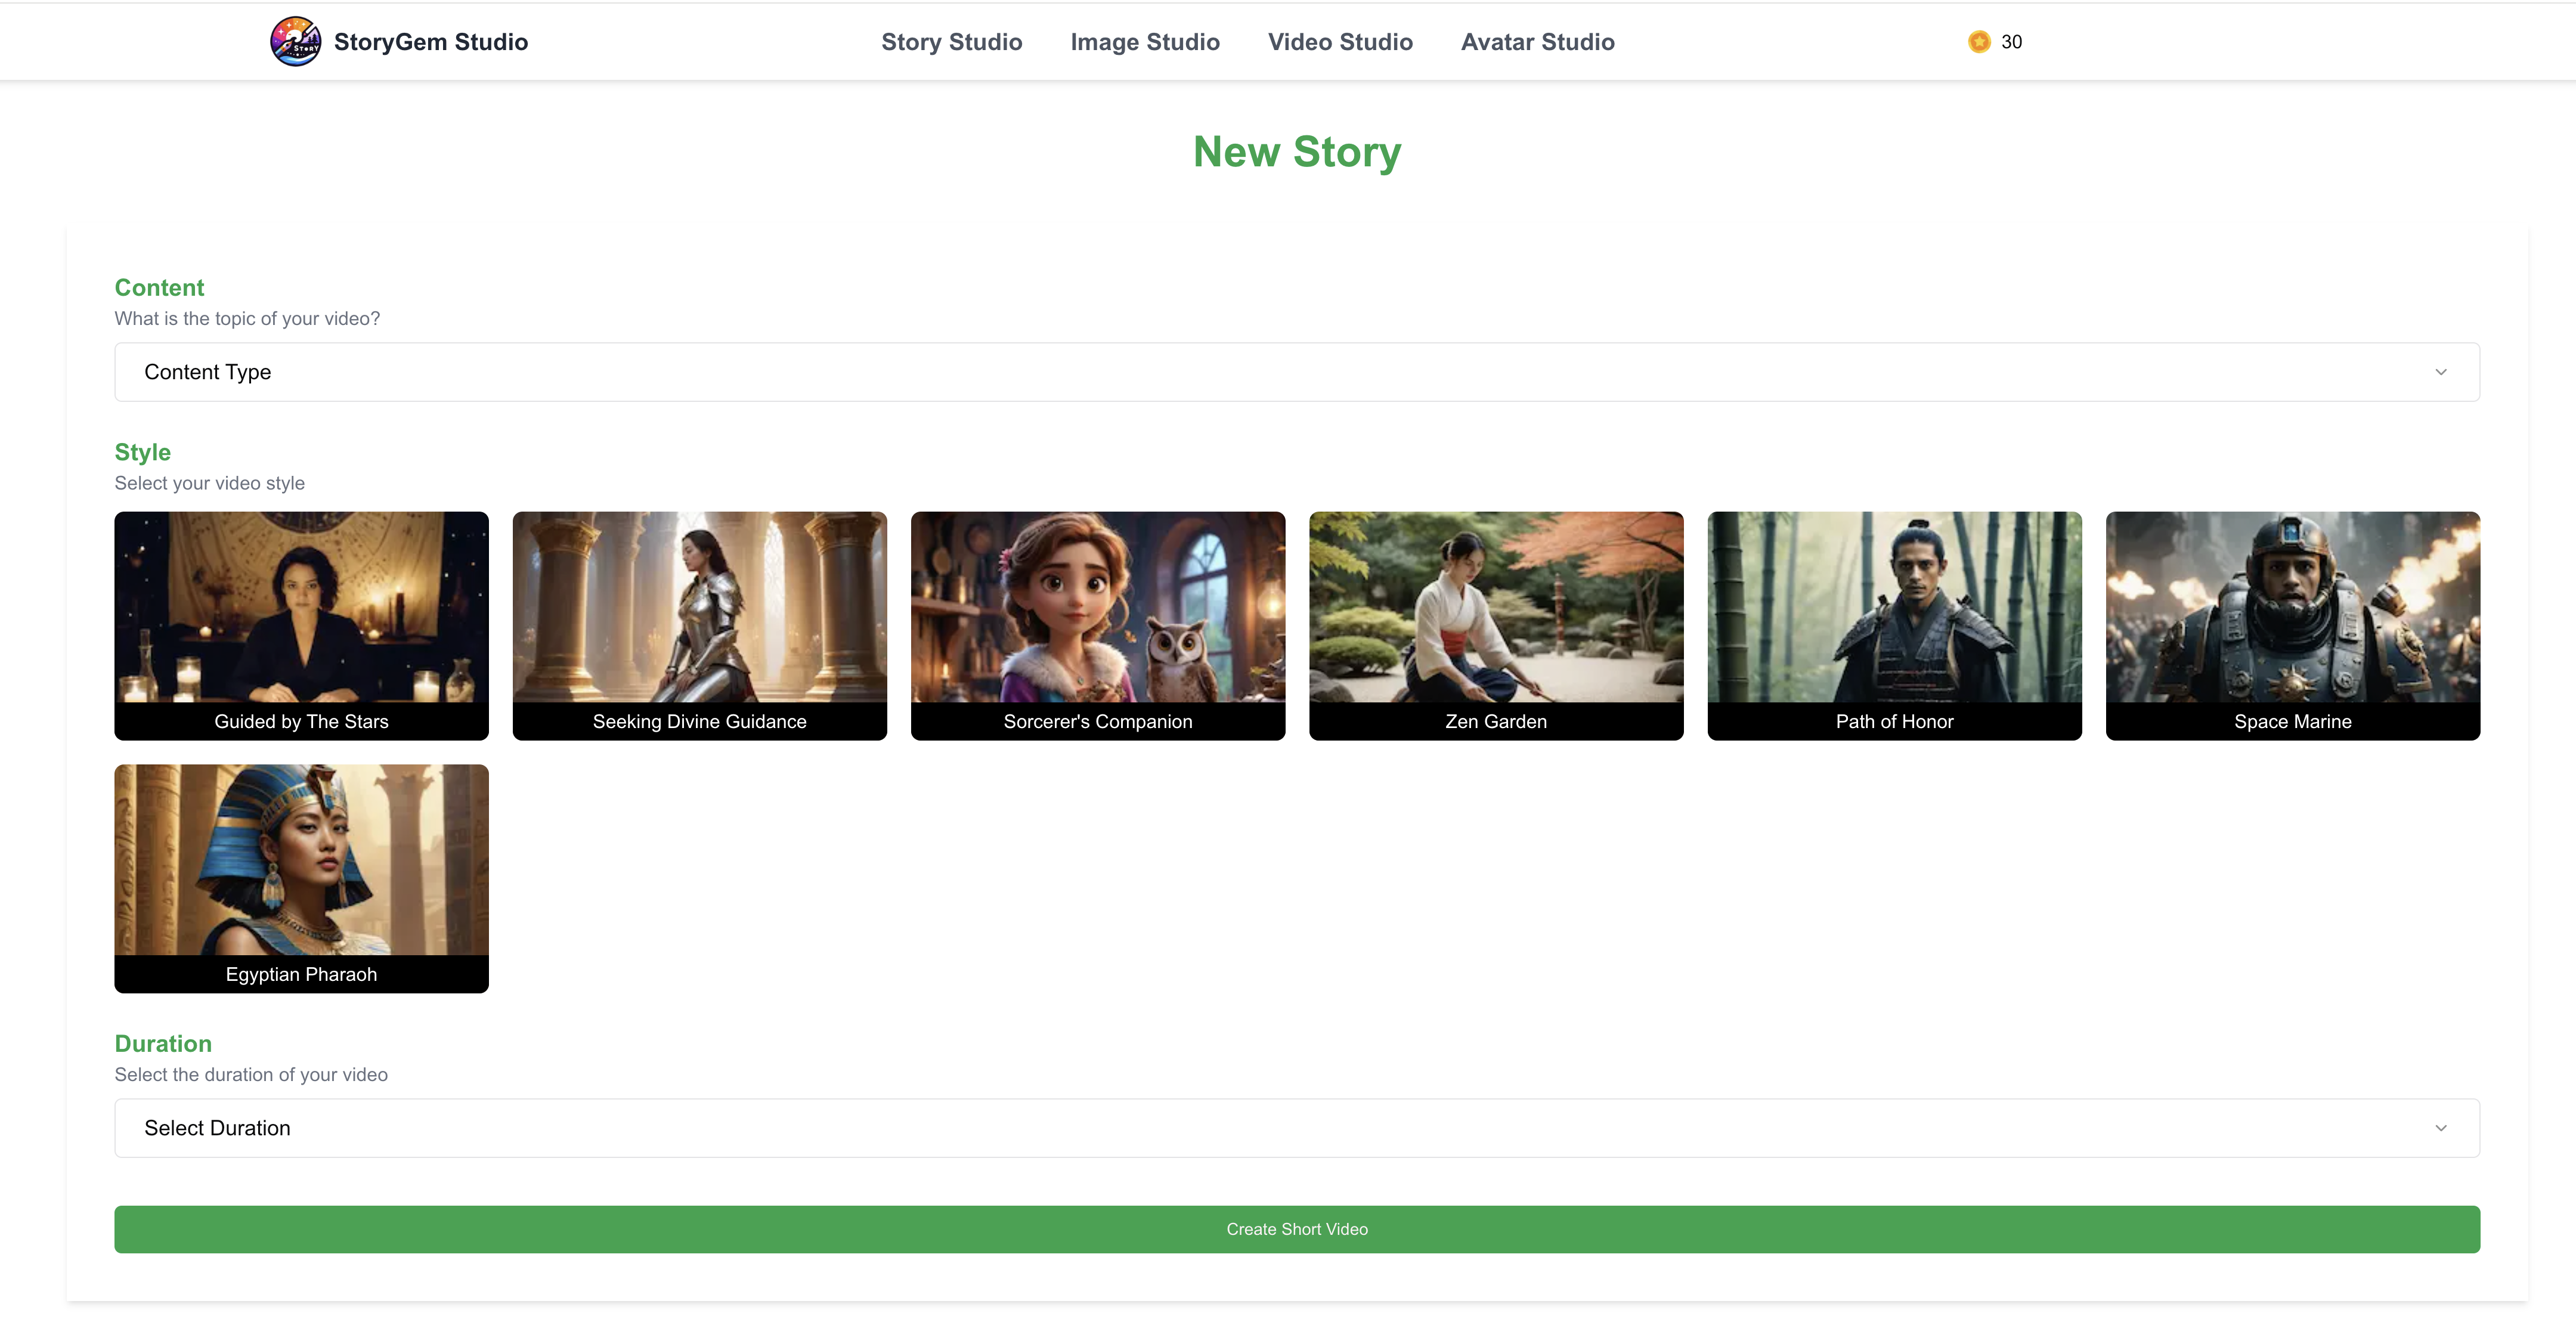 STORY
StoryGem Studio
Story Studio
Image Studio
Video Studio
Avatar Studio
30
New Story
Content
What is the topic of your video?
Content Type
Style
Select your video style
Guided by The Stars
Seeking Divine Guidance
Sorcerer's Companion
Zen Garden
Path of Honor
Space Marine
Egyptian Pharaoh
Duration
Select the duration of your video
Select Duration
Create Short Video